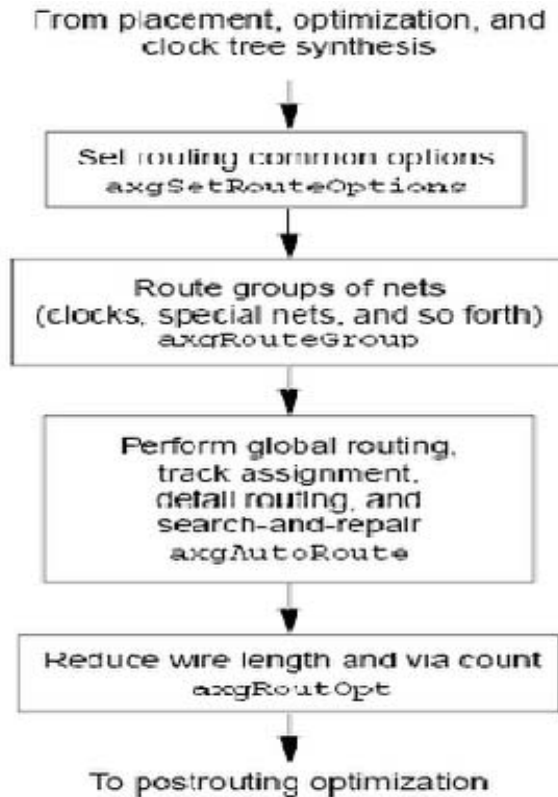 From placement, optimization, and
clock tree synthesis
Set routing common options
axgSetRouteOptions
Route groups of nets
(clocks, special nets, and so forth)
axgRouteGroup
Perform global routing,
track assignment,
detail routing, and
search-and-repair
axgAutoRoute
Reduce wire length and via count
axgRoutOpt
To postrouting optimization